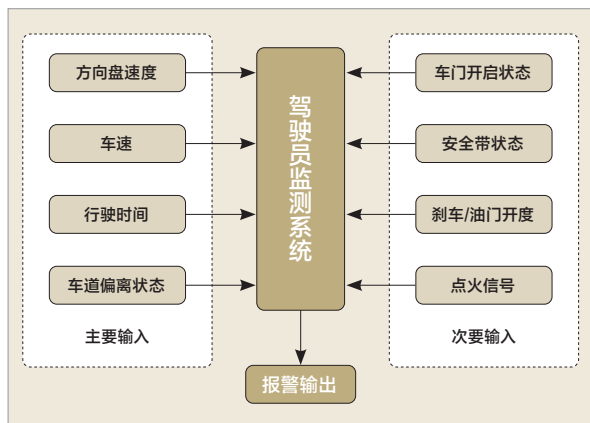 方向盘速度
车速
行驶时间
车道偏离状态
主要输入
驾驶员监测系统
车门开启状态
安全带状态
刹车/油门开度
点火信号
次要输入
报警输出